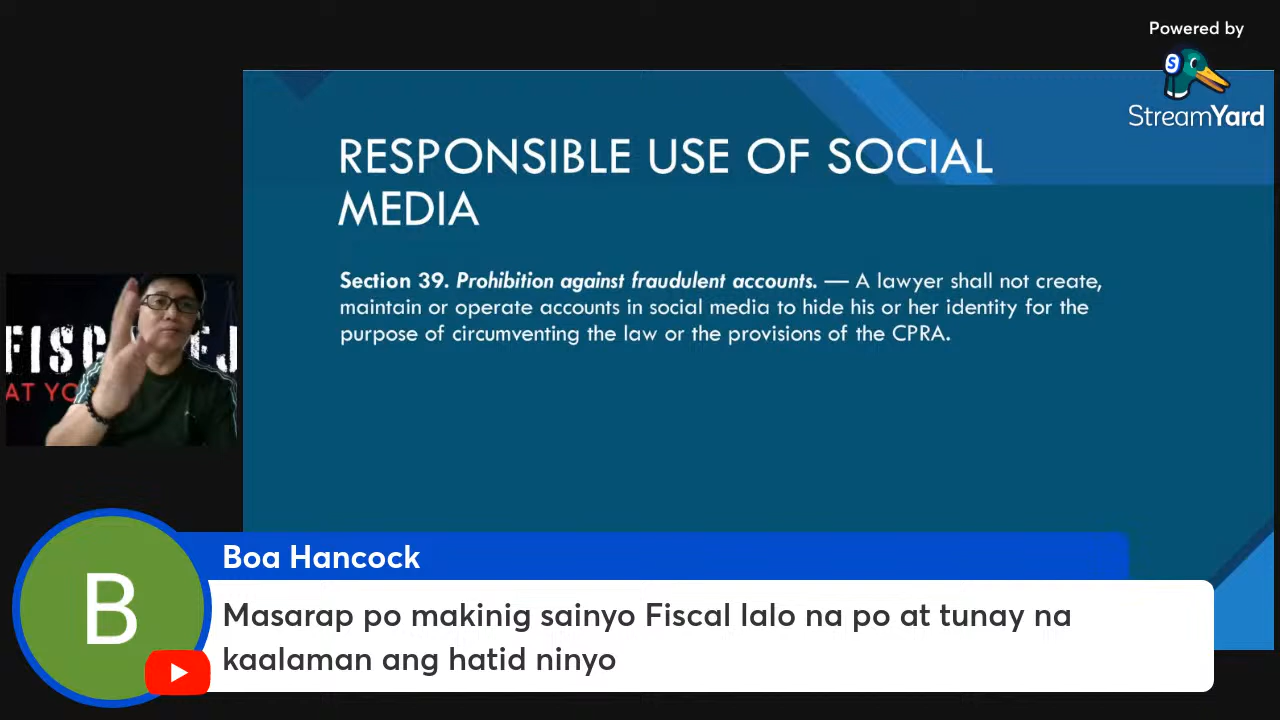 Powered by
StreamYard
RESPONSIBLE USE OF SOCIAL
MEDIA
Section 39. Prohibition against fraudulent accounts. — A lawyer shall not create,
maintain or operate accounts in social media to hide his or her identity for the
purpose of circumventing the law or the provisions of the CPRA.
AT
B
Boa Hancock
Masarap po makinig sainyo Fiscal lalo na po at tunay na
kaalaman ang hatid ninyo